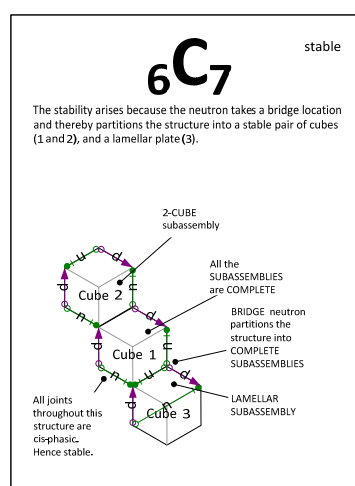 stable
6C7
The stability arises because the neutron takes a bridge location
and thereby partitions the structure into a stable pair of cubes
(1 and 2), and a lamellar plate (3).
2-CUBE
subassembly
All the
SUBASSEMBLIES
are COMPLETE
BRIDGE neutron
partitions the
structure into
COMPLETE
SUBASSEMBLIES
LAMELLAR
SUBASSEMBLY
All joints
throughout this
structure are
cis-phasic.
Hence stable.
n p
p n
Cube 2
n p
p n
Cube 1
n n p
p n
Cube 3